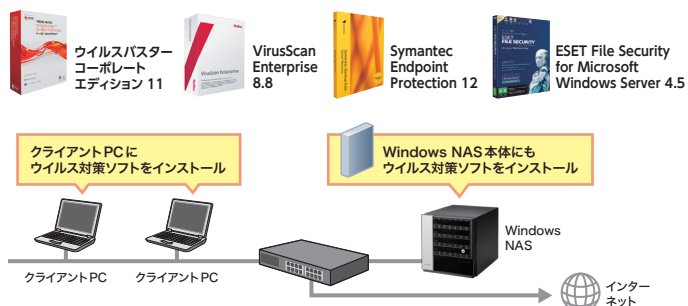 ウイルスバスター
コーポレート
エディション 11
VirusScan
Enterprise
8.8
Symantec
Endpoint
Protection 12
ESET File Security
for Microsoft
Windows Server 4.5
VirusScan Enterprise
ESET
FILE SECURITY
クライアントPCに
ウイルス対策ソフトをインストール
Windows NAS本体にも
ウイルス対策ソフトをインストール
Windows
NAS
クライアントPC
クライアントPC
インター
ネット